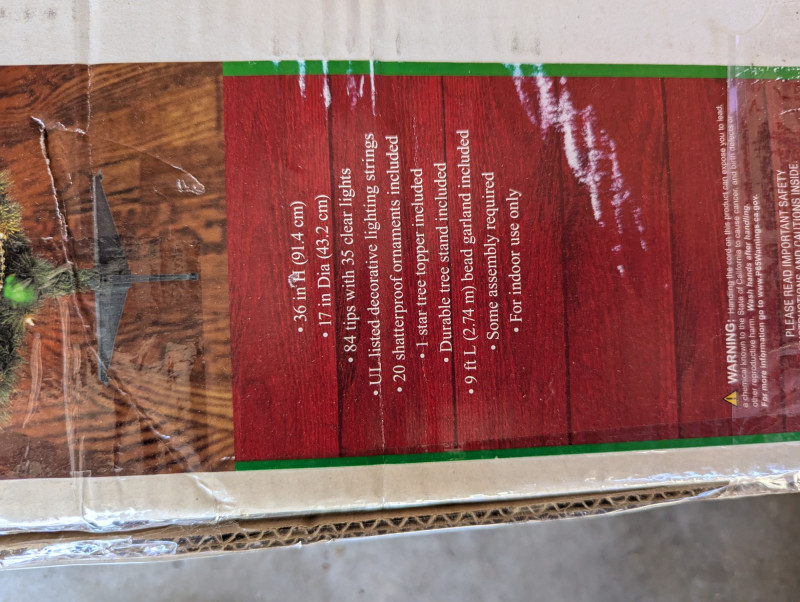 • 36 in H (91.4 cm)
• 17 in Dia (43.2 cm)
• 84 tips with 35 clear lights
• UL listed decorative lighting strings
• 20 shatterproof ornaments included
• 1 star tree topper included
• Durable tree stand included
• 9 ft L (2.74 m) bead garland included
• Some assembly required
• For indoor use only
WARNING: Handling the cord on this product can expose you to lead,
a chemical known to the State of California to cause cancer, and birth defects or
other reproductive harm. Wash hands after handling.
For more information go to www.P65Warnings.ca.gov.
PLEASE READ IMPORTANT SAFETY
AND CAUTIONS INSIDE.